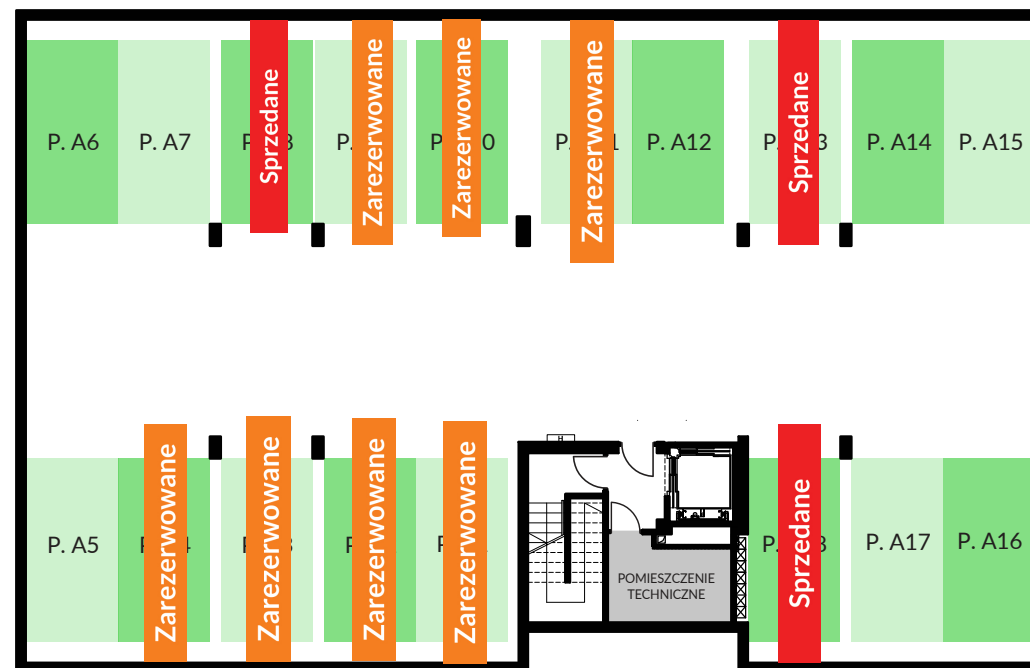 P. A6
P. A7
Sprzedane
Zarezerwowane
Zarezerwowane
Zarezerwowane
P. A12
Sprzedane
P. A14
P. A15
P. A5
Zarezerwowane
Zarezerwowane
Zarezerwowane
Zarezerwowane
POMIESZCZENIE
TECHNICZNE
Sprzedane
P. A17
P. A16